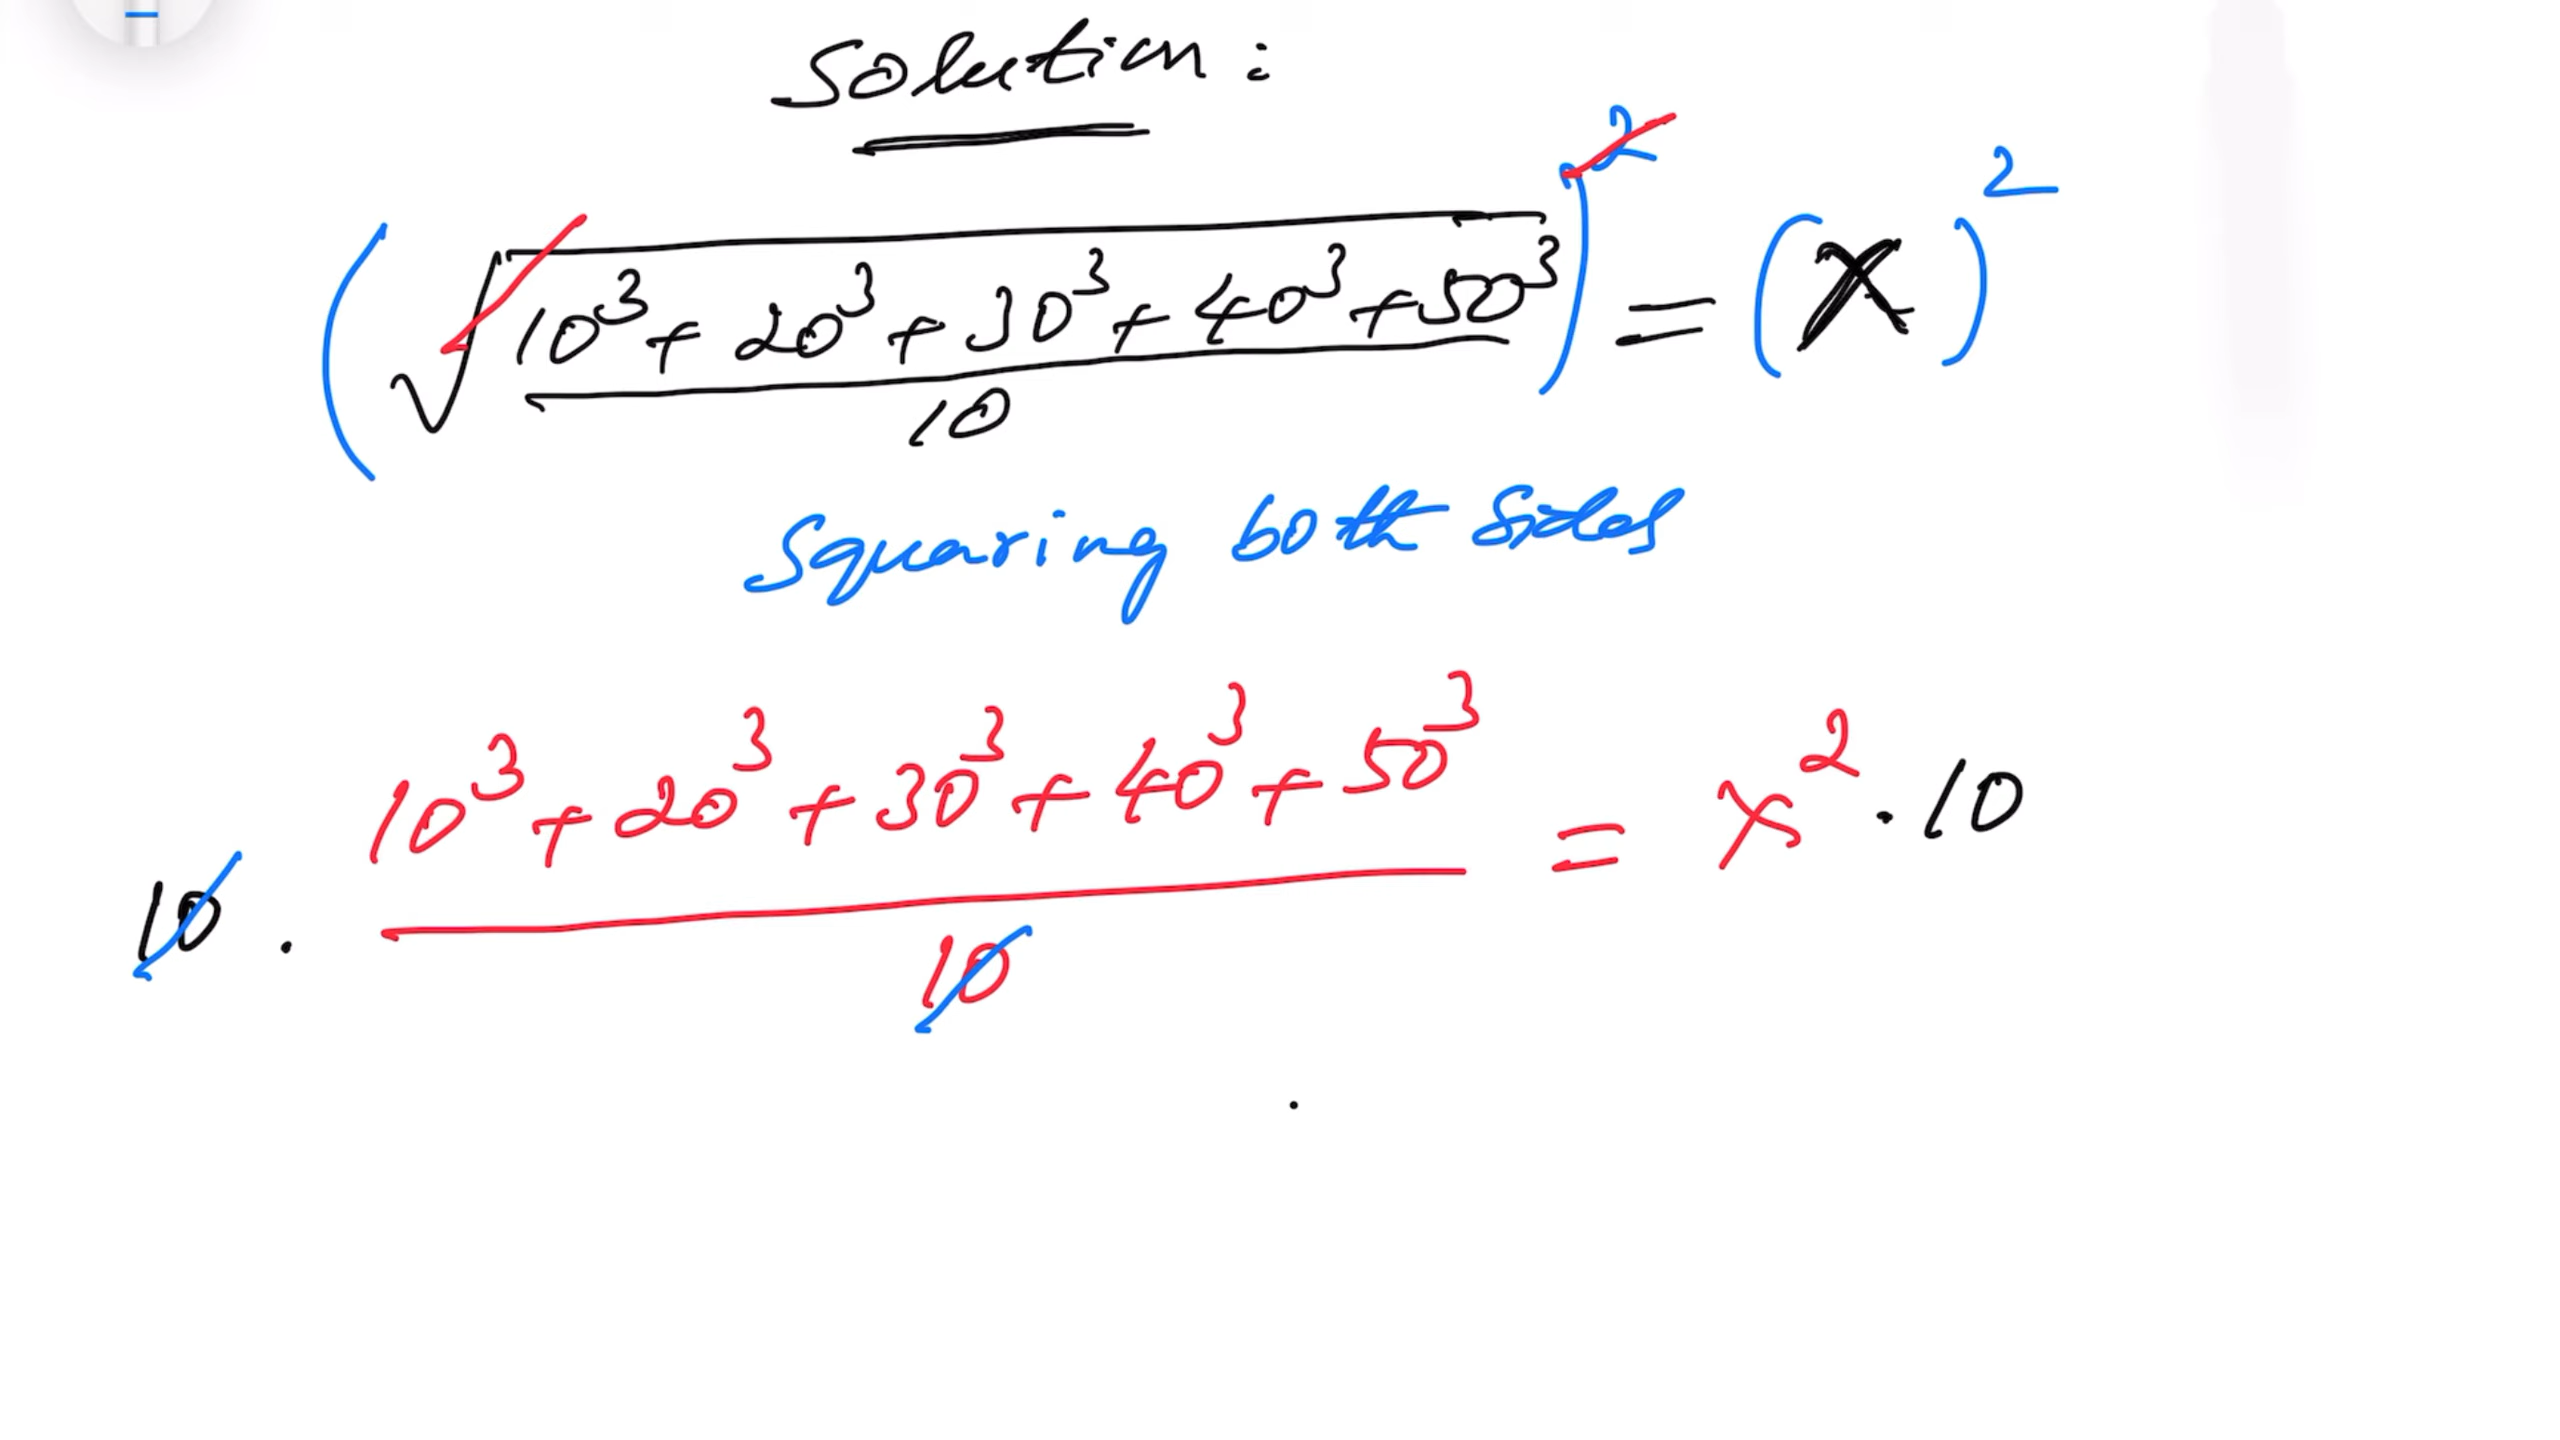 Solution:
(√((10³ + 20³ + 30³ + 40³ + 50³)/10))² = (x)²
Squaring both sides
10 · (10³ + 20³ + 30³ + 40³ + 50³)/10 = x² · 10